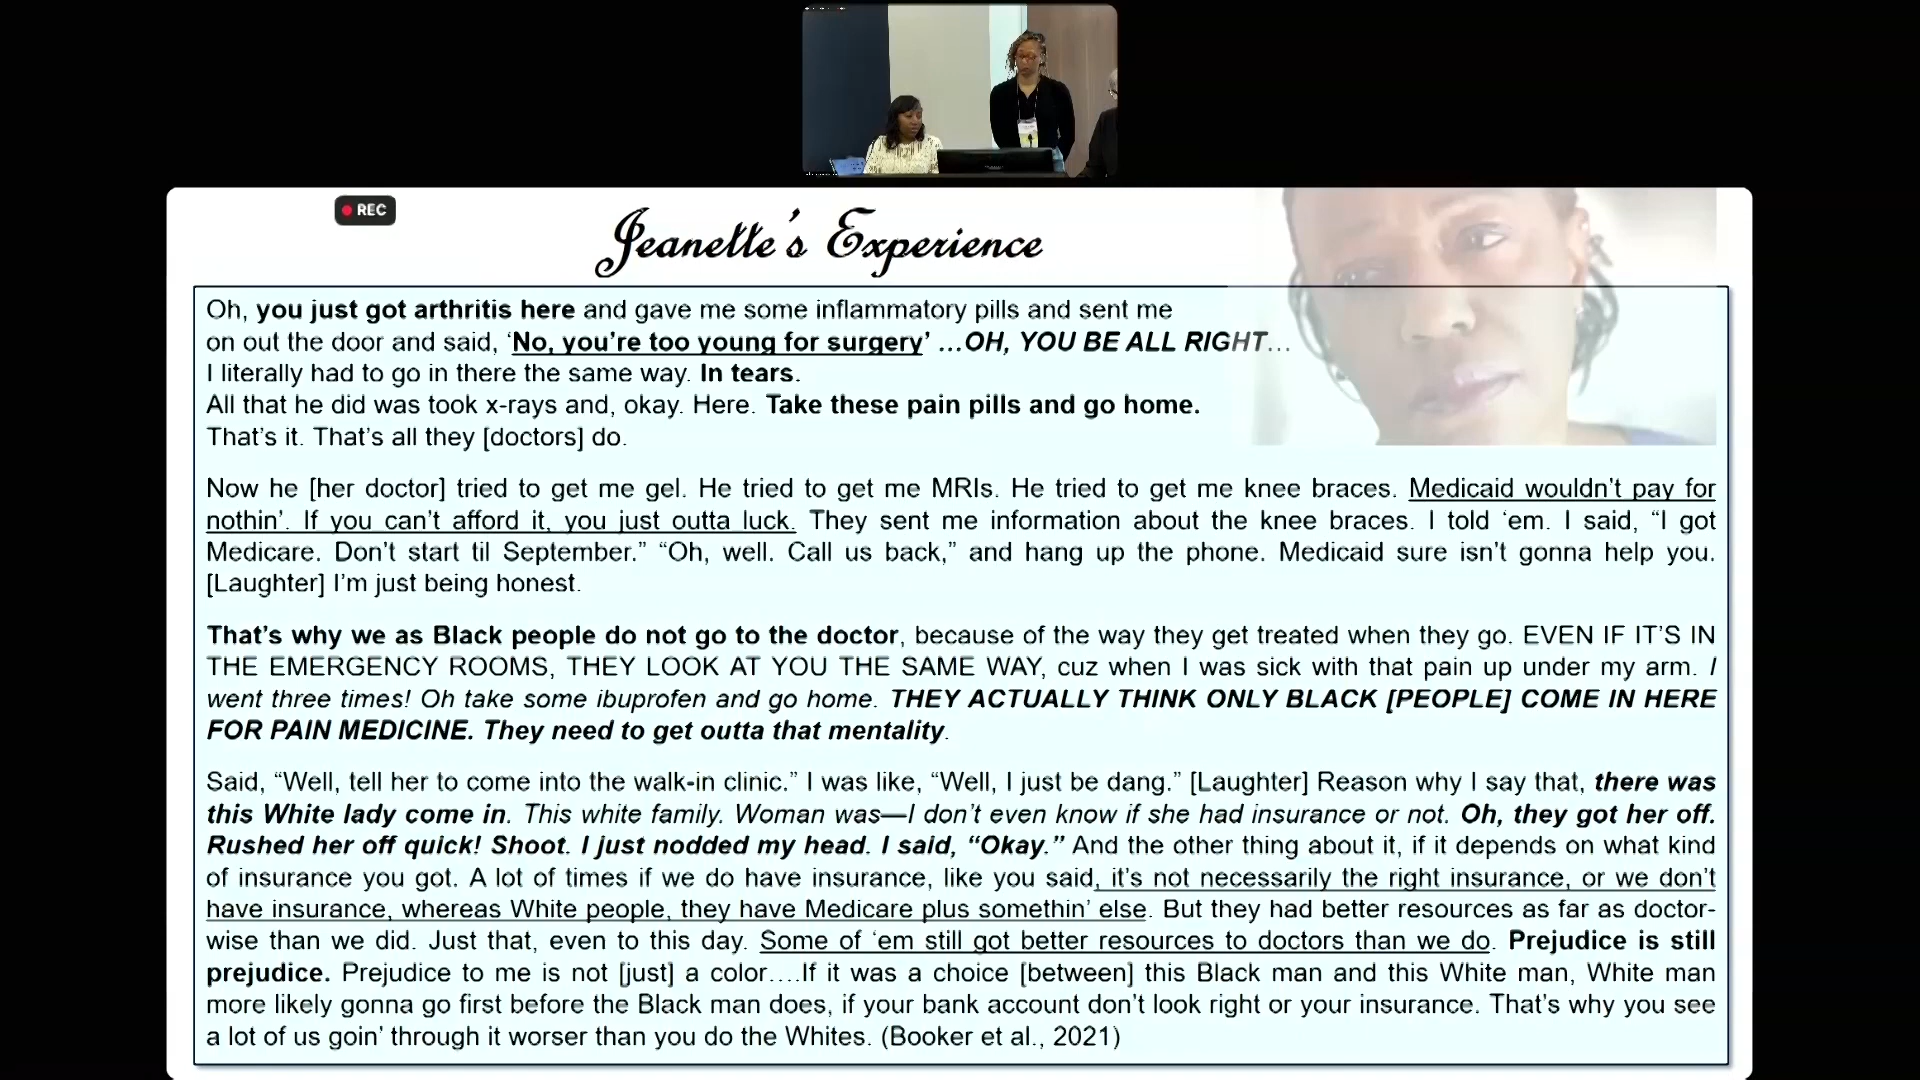 REC
Jeanette's Experience
Oh, you just got arthritis here and gave me some inflammatory pills and sent me
on out the door and said, ‘No, you’re too young for surgery’ …OH, YOU BE ALL RIGHT…
I literally had to go in there the same way. In tears.
All that he did was took x-rays and, okay. Here. Take these pain pills and go home.
That’s it. That’s all they [doctors] do.
Now he [her doctor] tried to get me gel. He tried to get me MRIs. He tried to get me knee braces. Medicaid wouldn’t pay for
nothin’. If you can’t afford it, you just outta luck. They sent me information about the knee braces. I told ‘em. I said, “I got
Medicare. Don’t start til September.” “Oh, well. Call us back,” and hang up the phone. Medicaid sure isn’t gonna help you.
[Laughter] I’m just being honest.
That’s why we as Black people do not go to the doctor, because of the way they get treated when they go. EVEN IF IT’S IN
THE EMERGENCY ROOMS, THEY LOOK AT YOU THE SAME WAY, cuz when I was sick with that pain up under my arm. I
went three times! Oh take some ibuprofen and go home. THEY ACTUALLY THINK ONLY BLACK [PEOPLE] COME IN HERE
FOR PAIN MEDICINE. They need to get outta that mentality.
Said, “Well, tell her to come into the walk-in clinic.” I was like, “Well, I just be dang.” [Laughter] Reason why I say that, there was
this White lady come in. This white family. Woman was—I don’t even know if she had insurance or not. Oh, they got her off.
Rushed her off quick! Shoot. I just nodded my head. I said, “Okay.” And the other thing about it, if it depends on what kind
of insurance you got. A lot of times if we do have insurance, like you said, it’s not necessarily the right insurance, or we don’t
have insurance, whereas White people, they have Medicare plus somethin’ else. But they had better resources as far as doctor-
wise than we did. Just that, even to this day. Some of ‘em still got better resources to doctors than we do. Prejudice is still
prejudice. Prejudice to me is not [just] a color….If it was a choice [between] this Black man and this White man, White man
more likely gonna go first before the Black man does, if your bank account don’t look right or your insurance. That’s why you see
a lot of us goin’ through it worser than you do the Whites. (Booker et al., 2021)